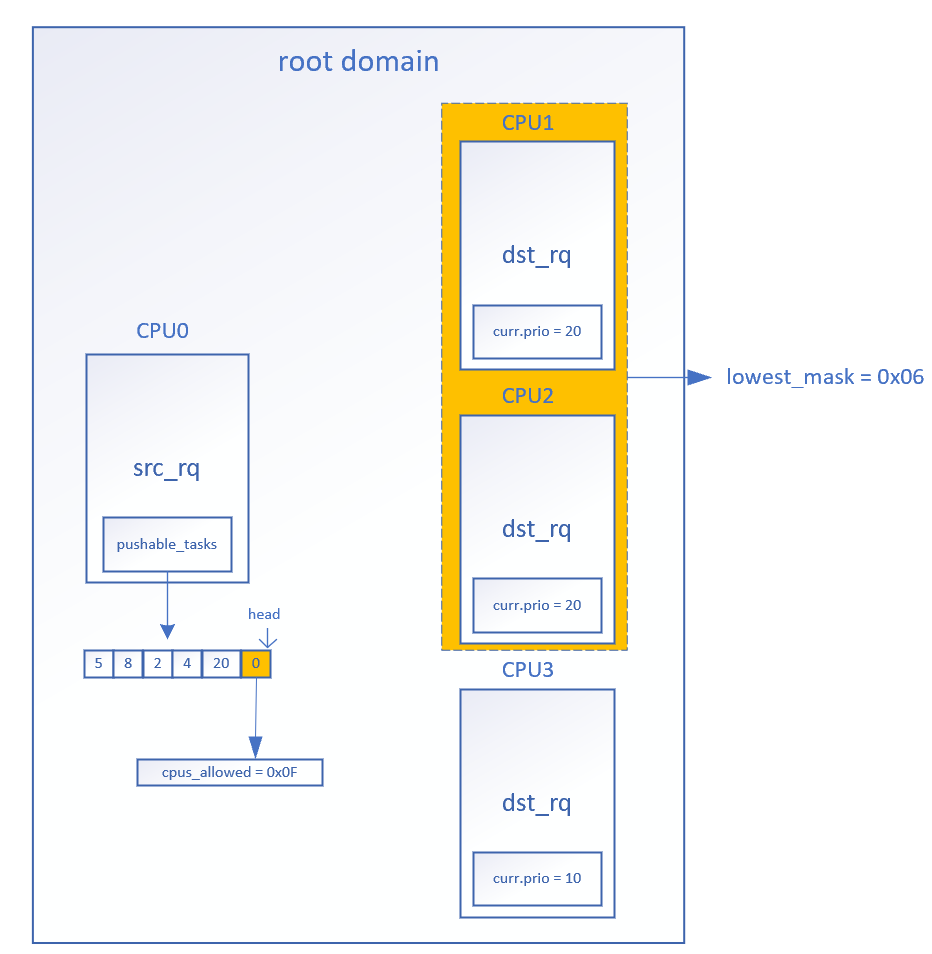 root domain
CPU1
dst_rq
curr.prio = 20
CPU0
src_rq
pushable_tasks
head
5 8 2 4 20 0
cpus_allowed = 0x0F
lowest_mask = 0x06
CPU2
dst_rq
curr.prio = 20
CPU3
dst_rq
curr.prio = 10